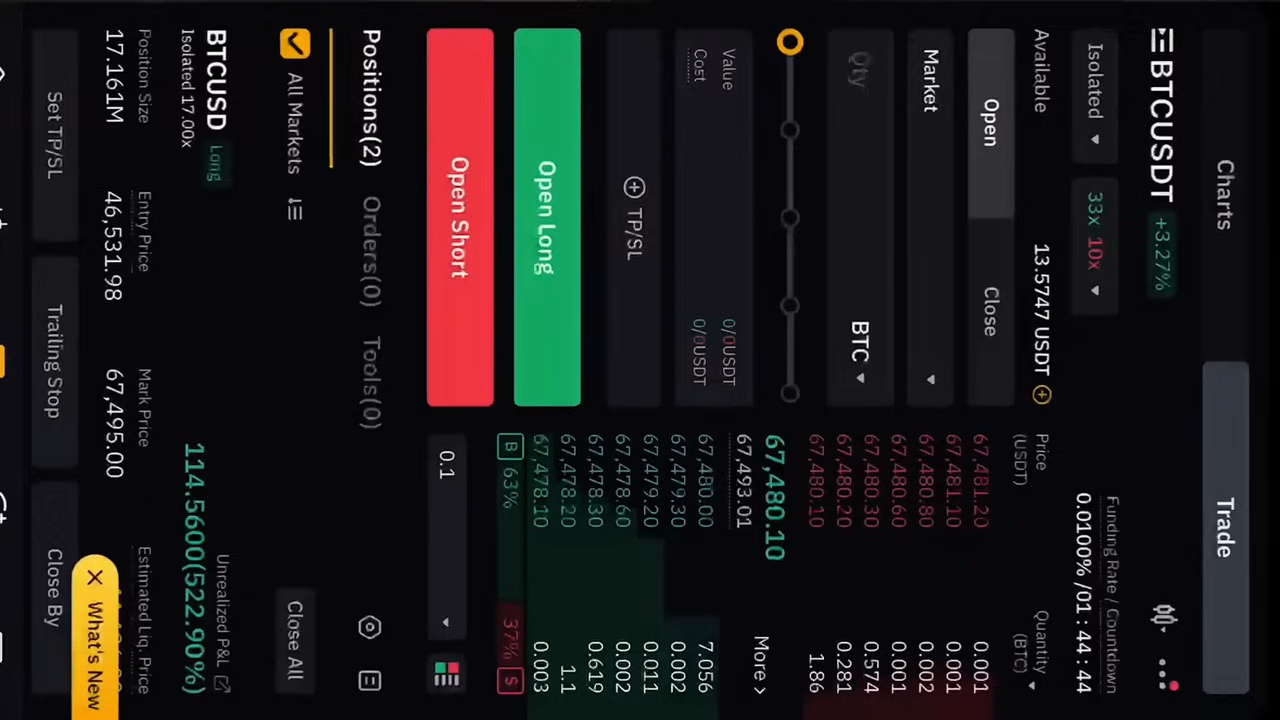 Charts
Trade
BTCUSDT +3.27%
Isolated
33x 10x
Funding Rate / Countdown
0.0100% /01:44:44
Available
13.5747 USDT
Open
Close
Market
Qty
BTC
Value
0/0USDT
Cost
0/0USDT
TP/SL
Open Long
Open Short
Price
(USDT)
Quantity
(BTC)
67,481.20 0.001
67,481.10 0.001
67,480.80 0.002
67,480.60 0.001
67,480.30 0.574
67,480.20 0.281
67,480.10 1.86
67,480.10
67,493.01
More >
67,480.00 7.056
67,479.30 0.002
67,479.20 0.011
67,478.60 0.002
67,478.30 0.619
67,478.20 1.1
67,478.10 0.003
B 63%
37% S
0.1
Positions(2)
Orders(0)
Tools(0)
All Markets
Close All
BTCUSD Long
Isolated 17.00x
Unrealized P&L
114.5600(522.90%)
Position Size
Entry Price
Mark Price
Estimated Liq. Price
17.161M
46,531.98
67,495.00
Set TP/SL
Trailing Stop
Close By
What's New